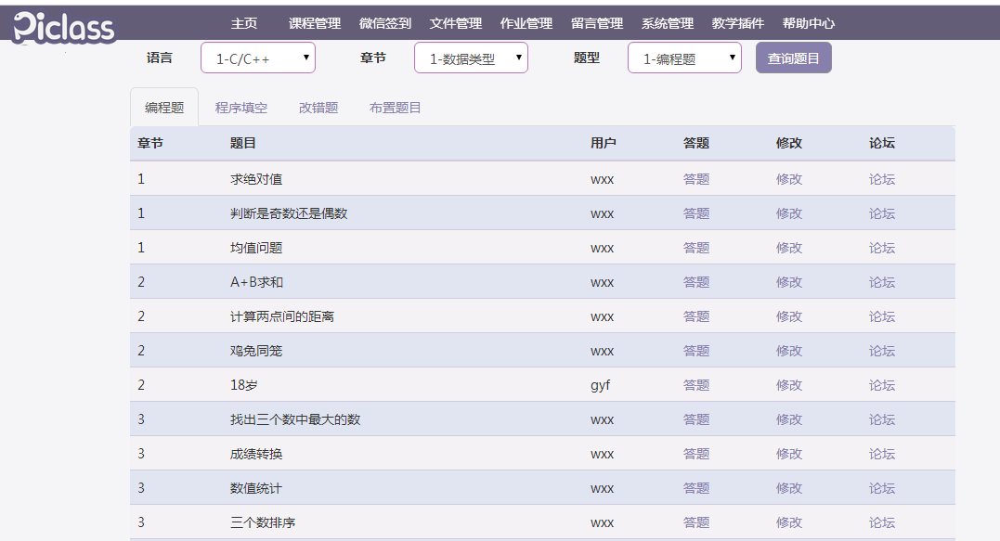 Piclass 主页 课程管理 微信签到 文件管理 作业管理 留言管理 系统管理 教学插件 帮助中心
语言 1-C/C++ 章节 1-数据类型 题型 1-编程题 查询题目
编程题 程序填空 改错题 布置题目
章节 题目 用户 答题 修改 论坛
1 求绝对值 wxx 答题 修改 论坛
1 判断是奇数还是偶数 wxx 答题 修改 论坛
1 均值问题 wxx 答题 修改 论坛
2 A+B求和 wxx 答题 修改 论坛
2 计算两点间的距离 wxx 答题 修改 论坛
2 鸡兔同笼 wxx 答题 修改 论坛
2 18岁 gyf 答题 修改 论坛
3 找出三个数中最大的数 wxx 答题 修改 论坛
3 成绩转换 wxx 答题 修改 论坛
3 数值统计 wxx 答题 修改 论坛
3 三个数排序 wxx 答题 修改 论坛